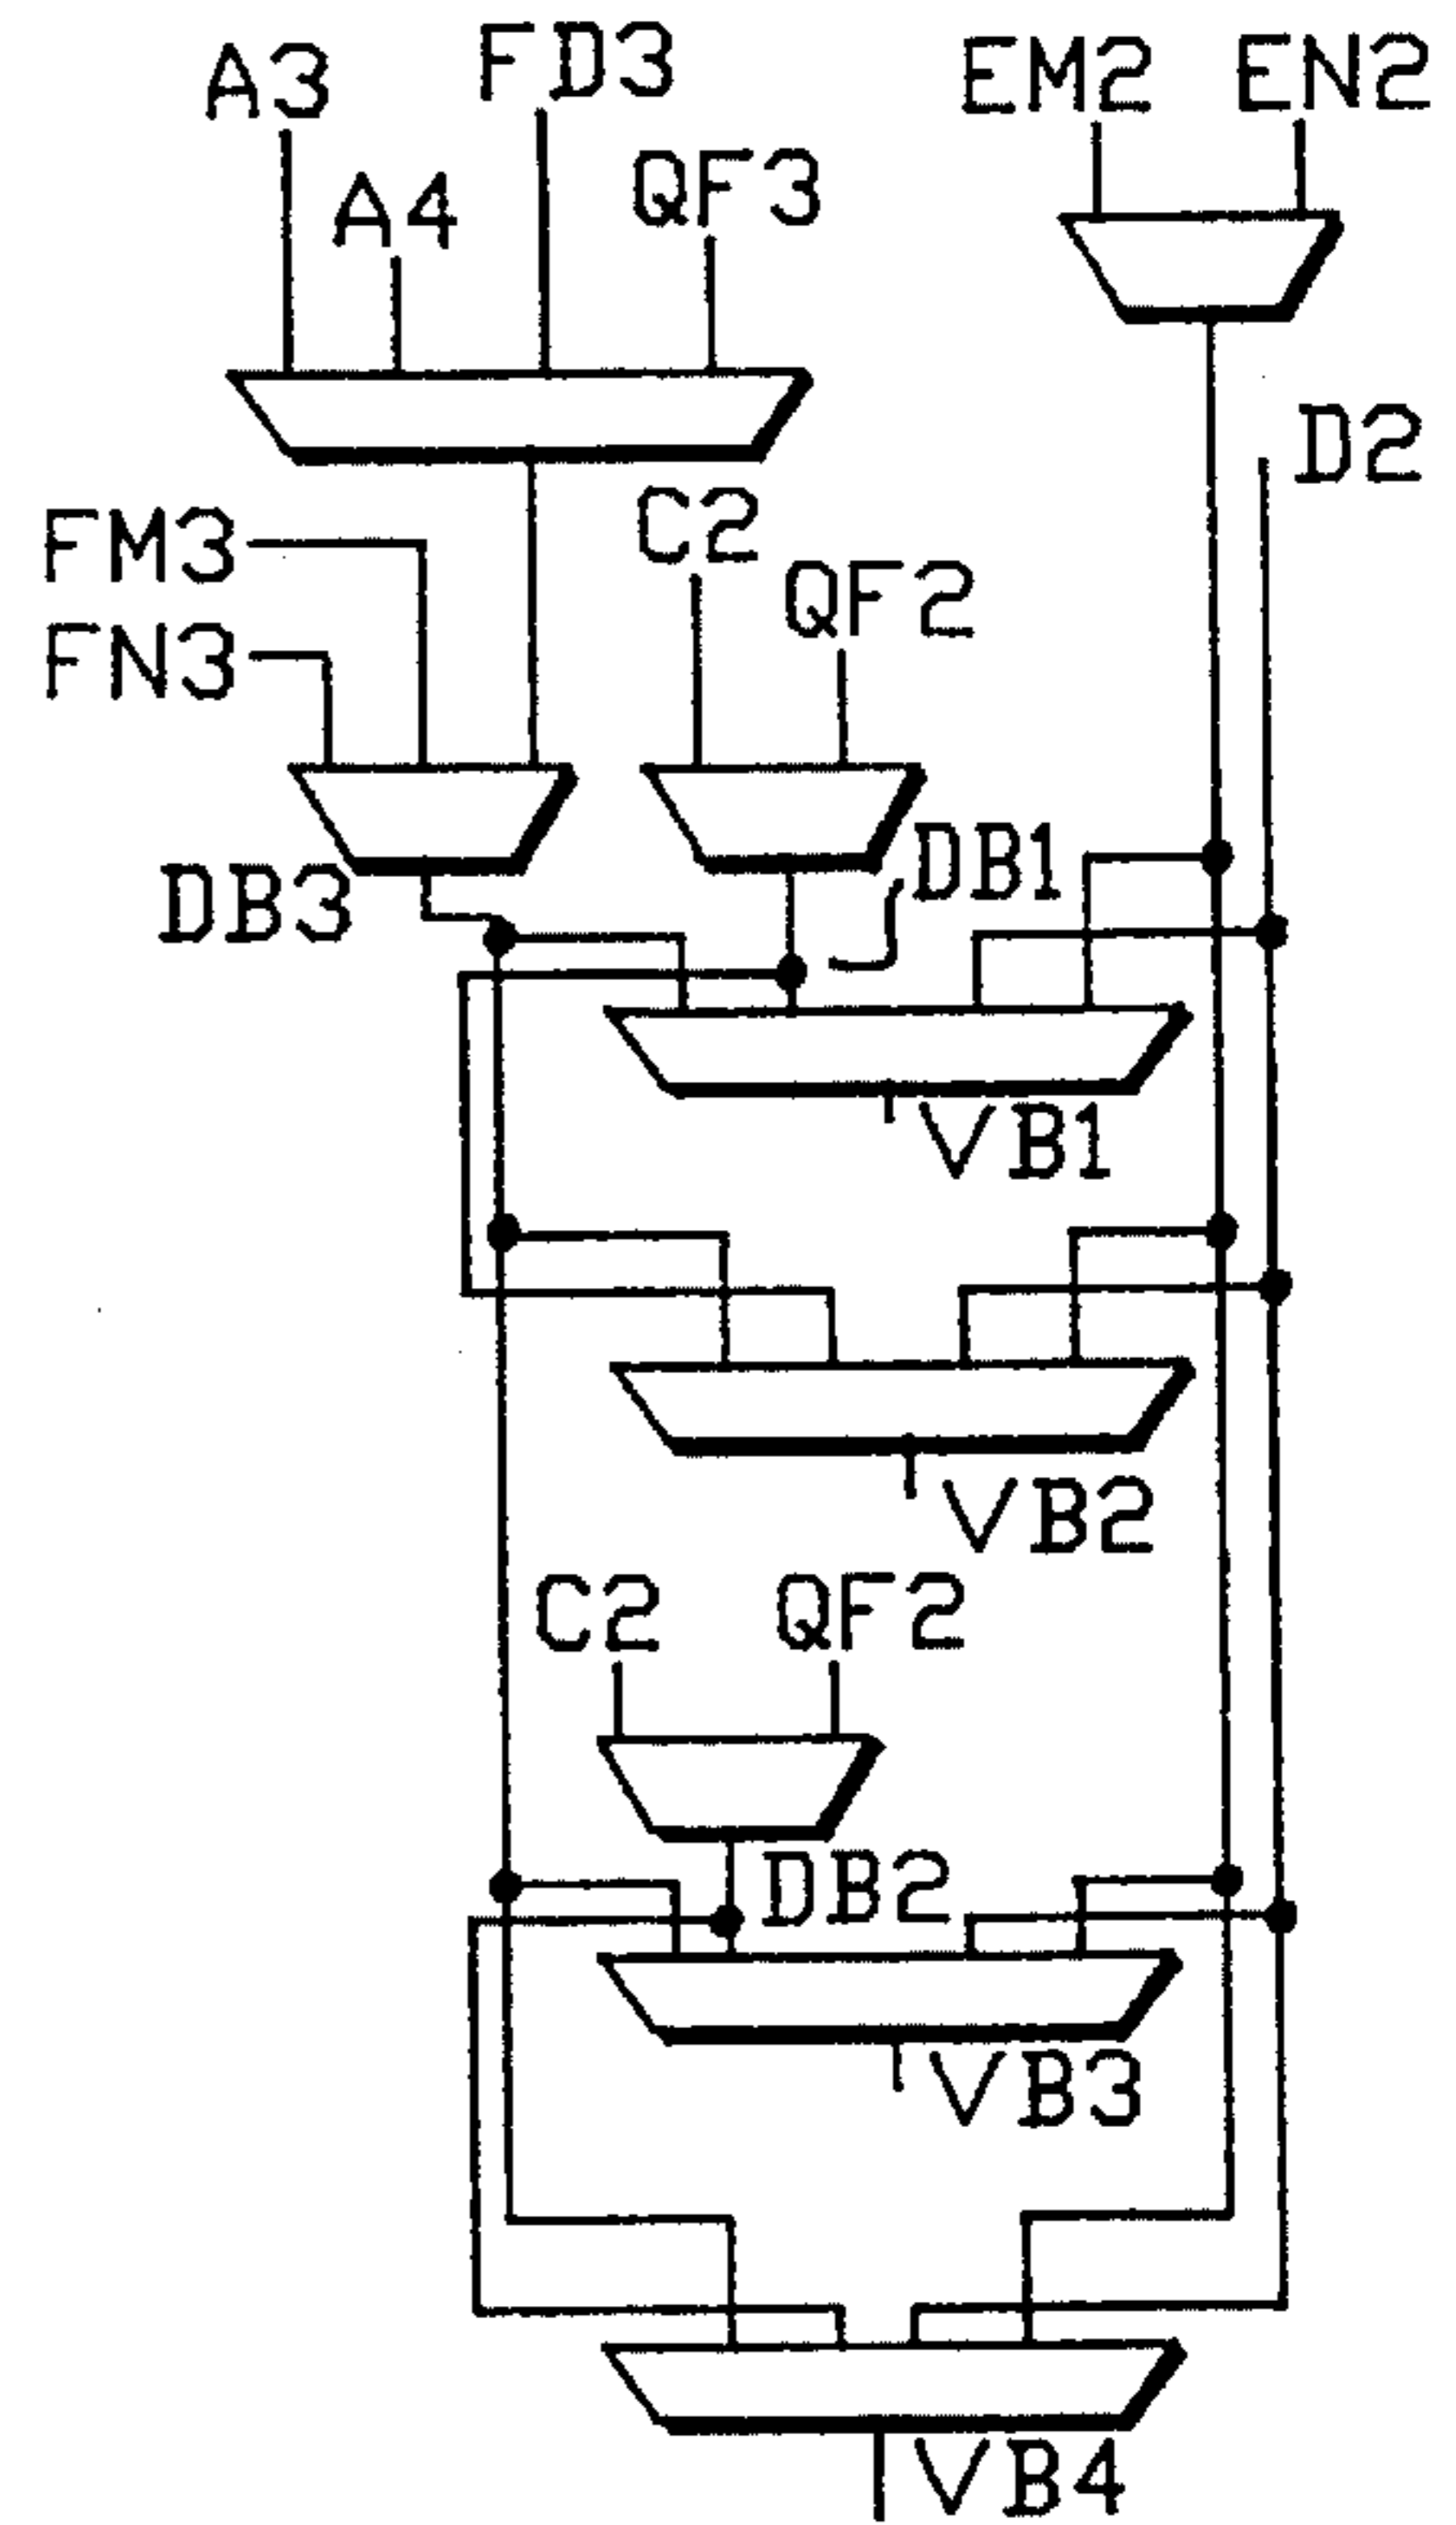 A3
FD3
EM2
EN2
A4
QF3
D2
FM3
C2
QF2
FN3
DB3
DB1
VB1
VB2
C2
QF2
DB2
VB3
VB4